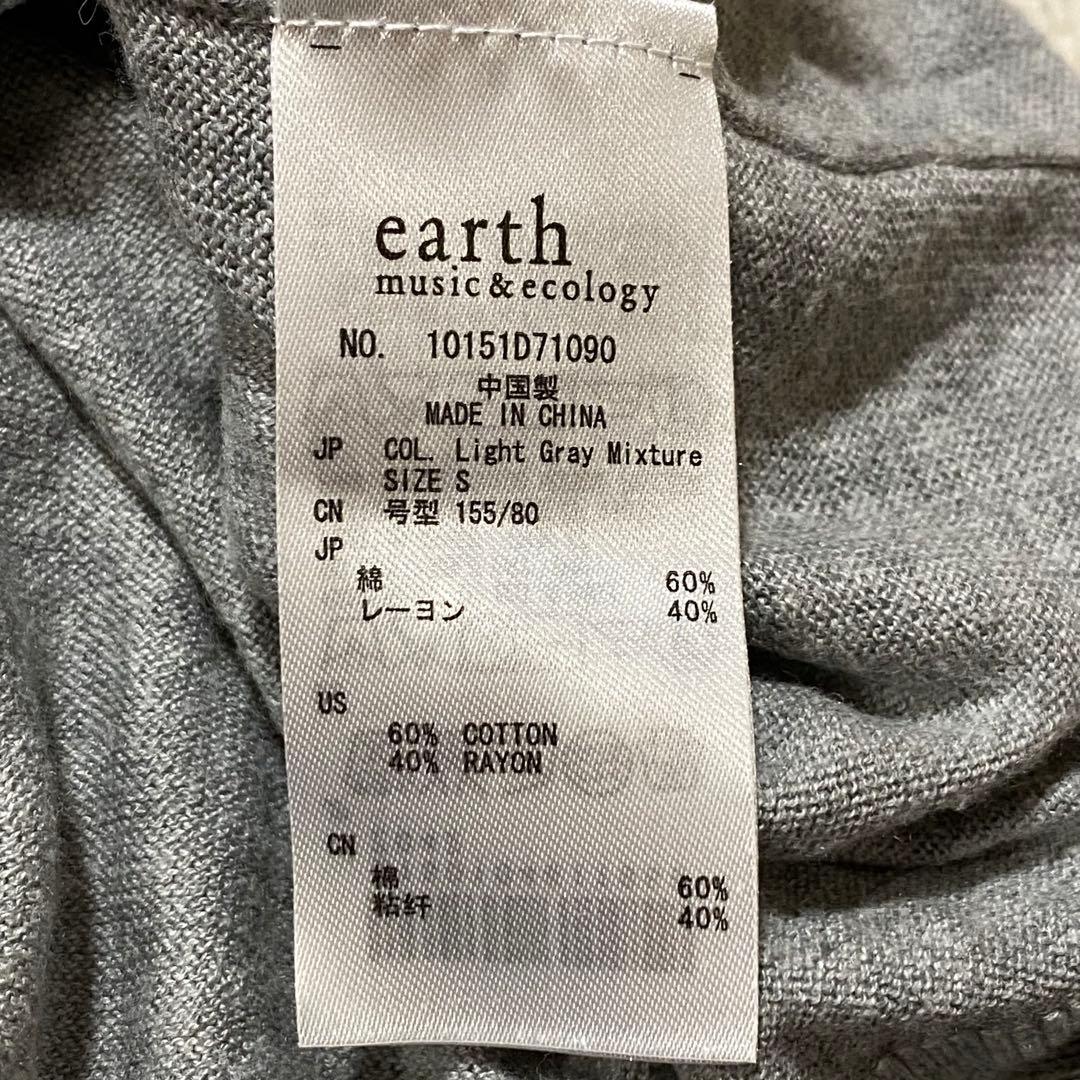 earth
music&ecology
NO. 10151D71090
中国製
MADE IN CHINA
JP COL. Light Gray Mixture
SIZE S
CN 号型 155/80
JP
綿 60%
レーヨン 40%
US
60% COTTON
40% RAYON
CN
棉 60%
粘纤 40%